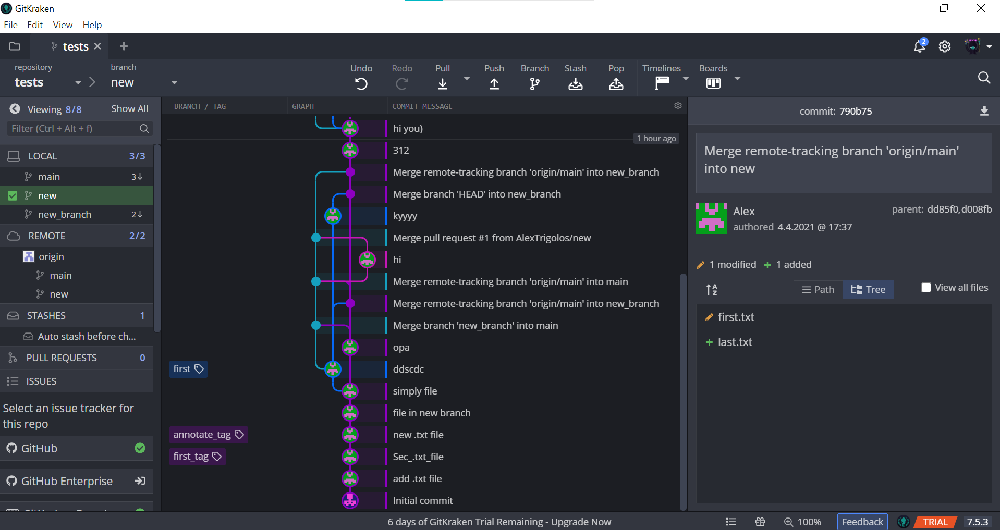 GitKraken
File Edit View Help
tests
2
repository
tests
branch
new
Undo Redo Pull Push Branch Stash Pop Timelines Boards
Viewing 8/8 Show All
Filter (Ctrl + Alt + f)
LOCAL 3/3
main 3↓
new
new_branch 2↓
REMOTE 2/2
origin
main
new
STASHES 1
Auto stash before ch...
PULL REQUESTS 0
ISSUES
Select an issue tracker for
this repo
GitHub
GitHub Enterprise
BRANCH / TAG GRAPH COMMIT MESSAGE
hi you)
1 hour ago
312
Merge remote-tracking branch 'origin/main' into new_branch
Merge branch 'HEAD' into new_branch
kyyyy
Merge pull request #1 from AlexTrigolos/new
hi
Merge remote-tracking branch 'origin/main' into main
Merge remote-tracking branch 'origin/main' into new_branch
Merge branch 'new_branch' into main
opa
first ddscdc
simply file
file in new branch
annotate_tag new .txt file
first_tag Sec_.txt_file
add .txt file
Initial commit
commit: 790b75
Merge remote-tracking branch 'origin/main'
into new
Alex
authored 4.4.2021 @ 17:37
parent: dd85f0,d008fb
1 modified + 1 added
Path Tree View all files
first.txt
+ last.txt
6 days of GitKraken Trial Remaining - Upgrade Now
100% Feedback TRIAL 7.5.3